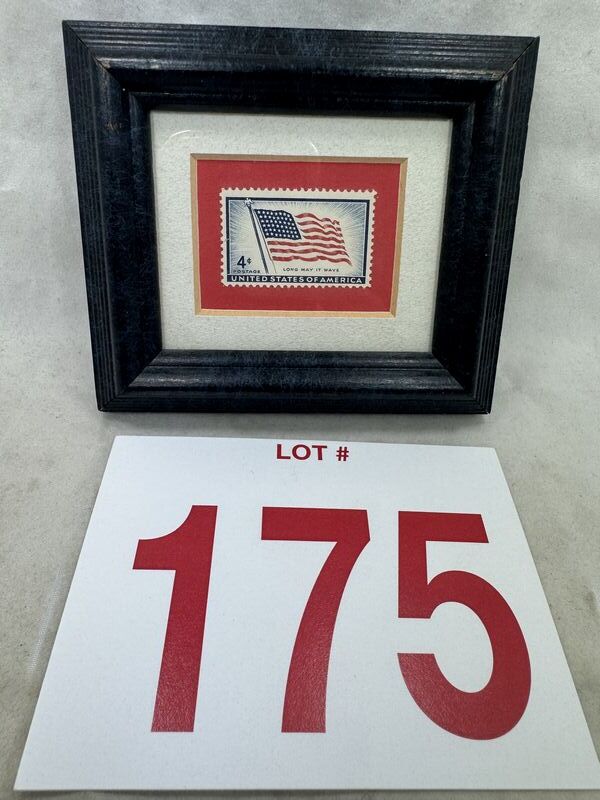 4¢
POSTAGE
LONG MAY IT WAVE
UNITED STATES OF AMERICA
LOT #
175